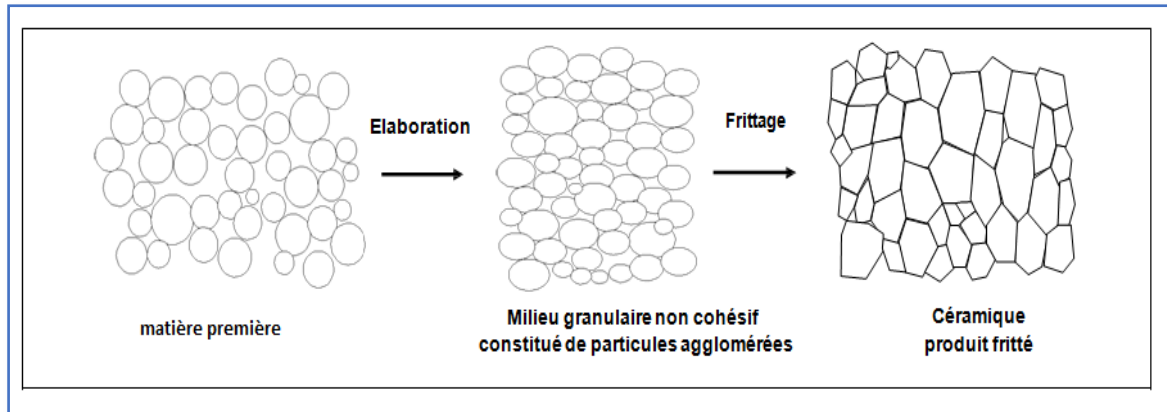 Elaboration
Frittage
matière première
Milieu granulaire non cohésif
constitué de particules agglomérées
Céramique
produit fritté